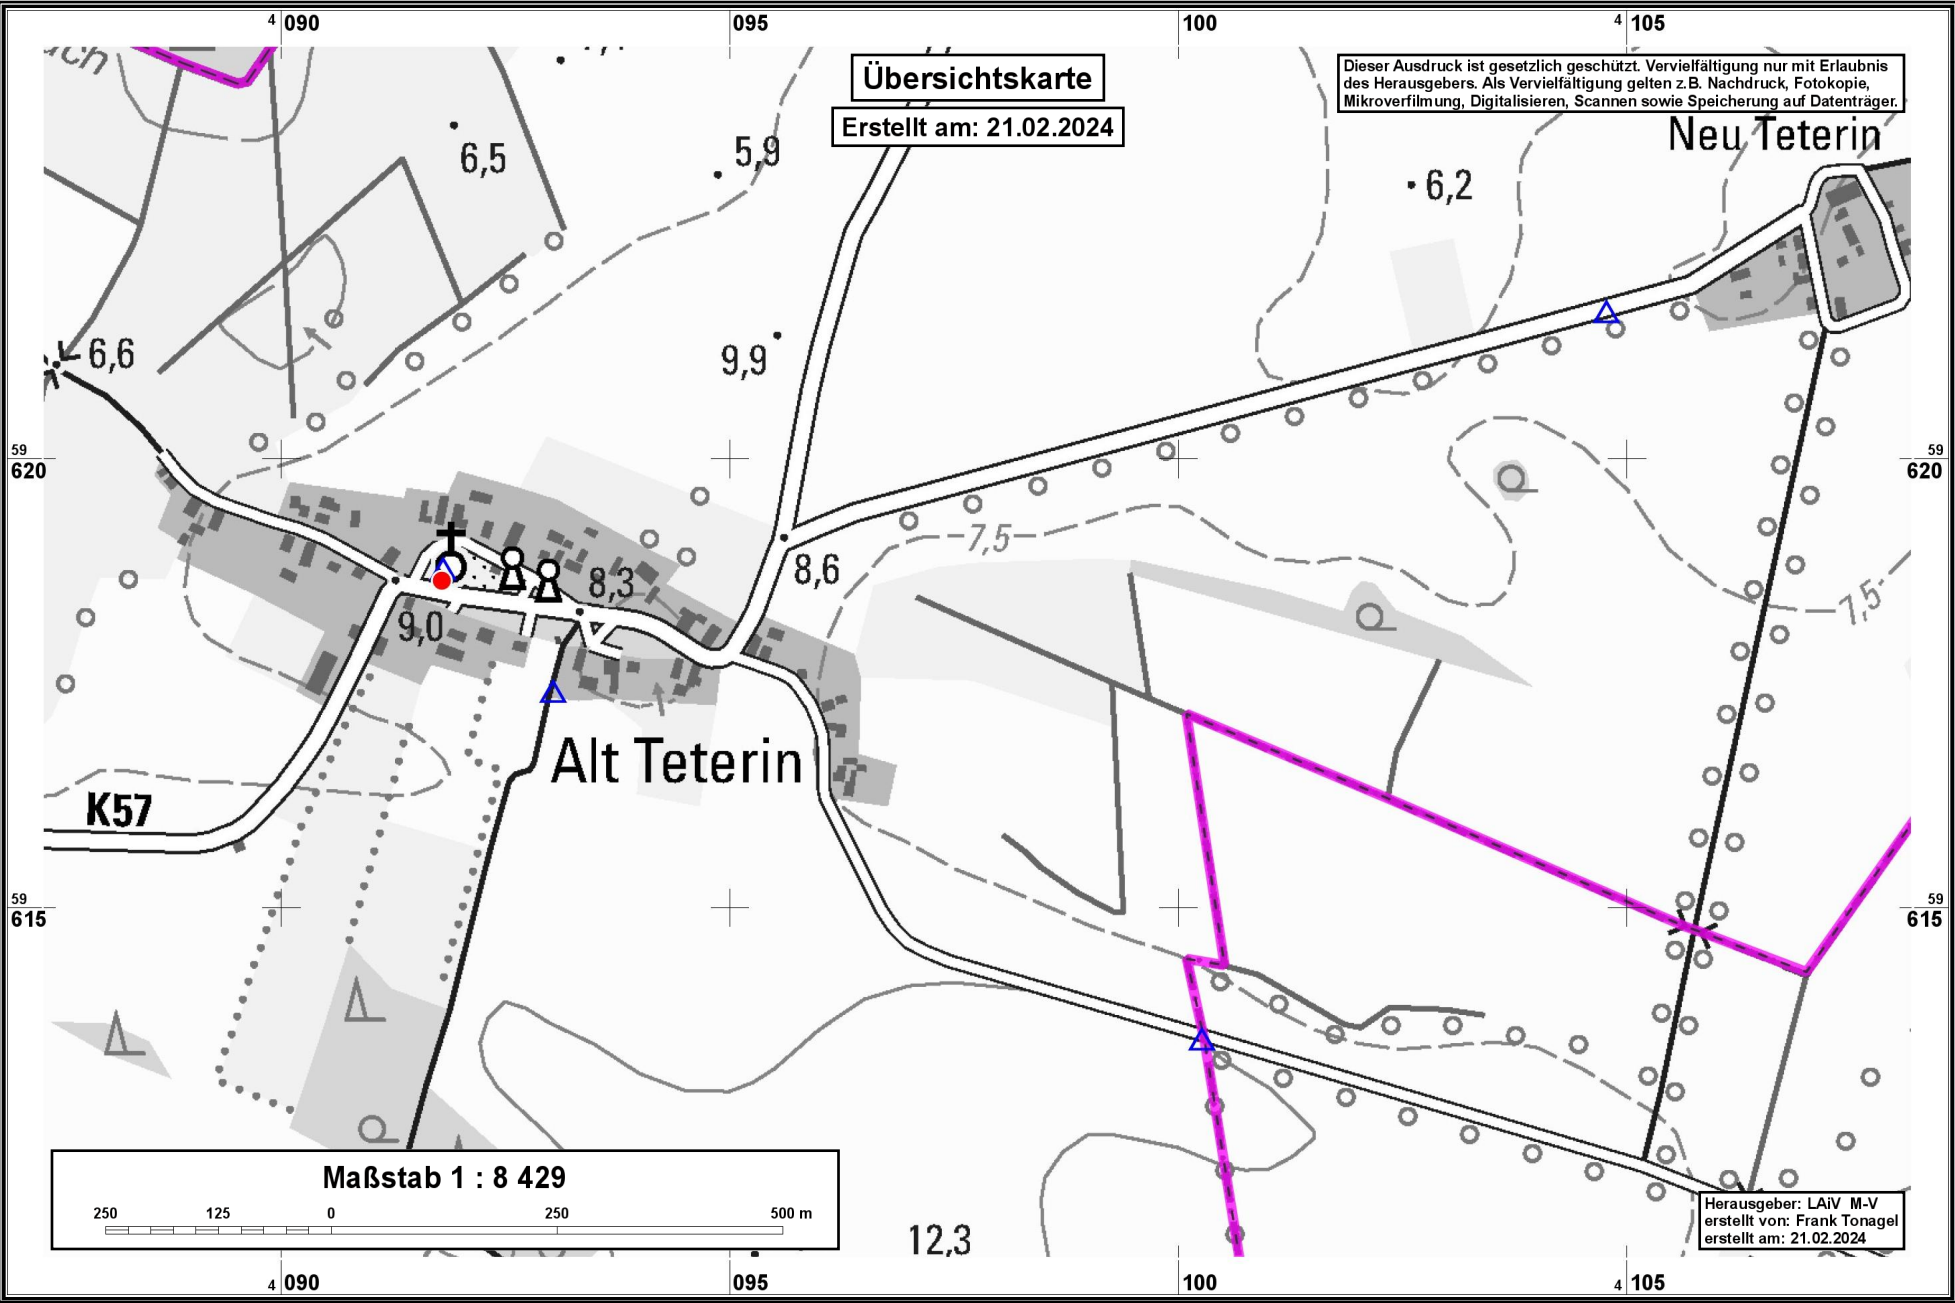 4 090
095
100
4 105
Übersichtskarte
Erstellt am: 21.02.2024
Dieser Ausdruck ist gesetzlich geschützt. Vervielfältigung nur mit Erlaubnis
des Herausgebers. Als Vervielfältigung gelten z.B. Nachdruck, Fotokopie,
Mikroverfilmung, Digitalisieren, Scannen sowie Speicherung auf Datenträger.
Neu Teterin
6,5
5,9
6,2
6,6
9,9
59
620
59
620
7,5
8,6
8,3
7,5
9,0
Alt Teterin
K57
59
615
59
615
Maßstab 1 : 8 429
250 125 0 250 500 m
12,3
Herausgeber: LAiV M-V
erstellt von: Frank Tonagel
erstellt am: 21.02.2024
4 090
095
100
4 105